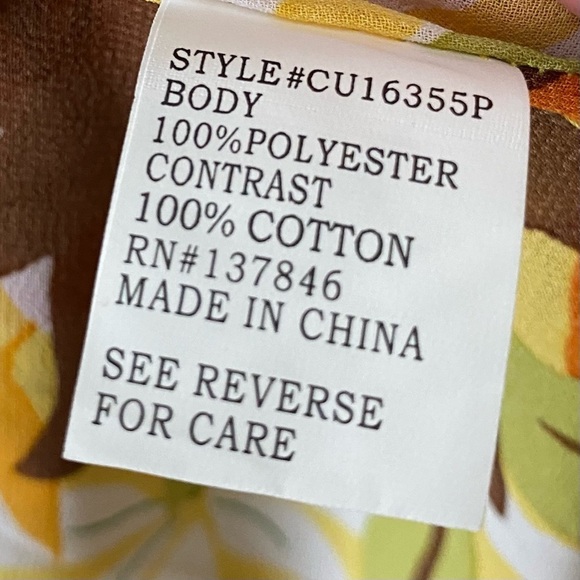 STYLE#CU16355P
BODY
100%POLYESTER
CONTRAST
100% COTTON
RN#137846
MADE IN CHINA
SEE REVERSE
FOR CARE